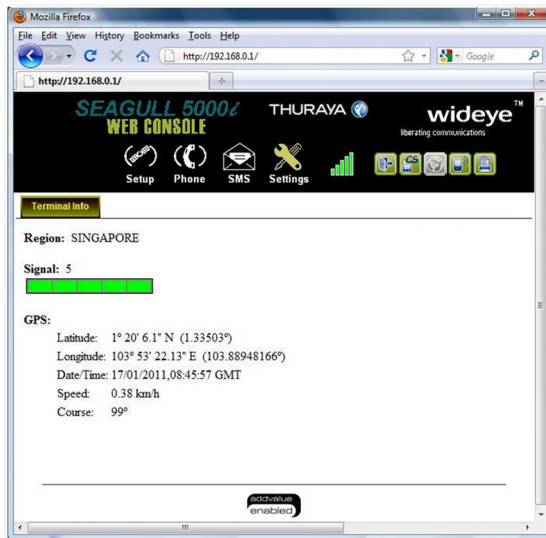 Mozilla Firefox
File Edit View History Bookmarks Tools Help
http://192.168.0.1/
Google
http://192.168.0.1/
SEAGULL 5000i
WEB CONSOLE
THURAYA
wideye™
liberating communications
Setup Phone SMS Settings
CS
Terminal Info
Region: SINGAPORE
Signal: 5
GPS:
Latitude: 1° 20' 6.1" N (1.33503°)
Longitude: 103° 53' 22.13" E (103.88948166°)
Date/Time: 17/01/2011,08:45:57 GMT
Speed: 0.38 km/h
Course: 99°
addvalue
enabled